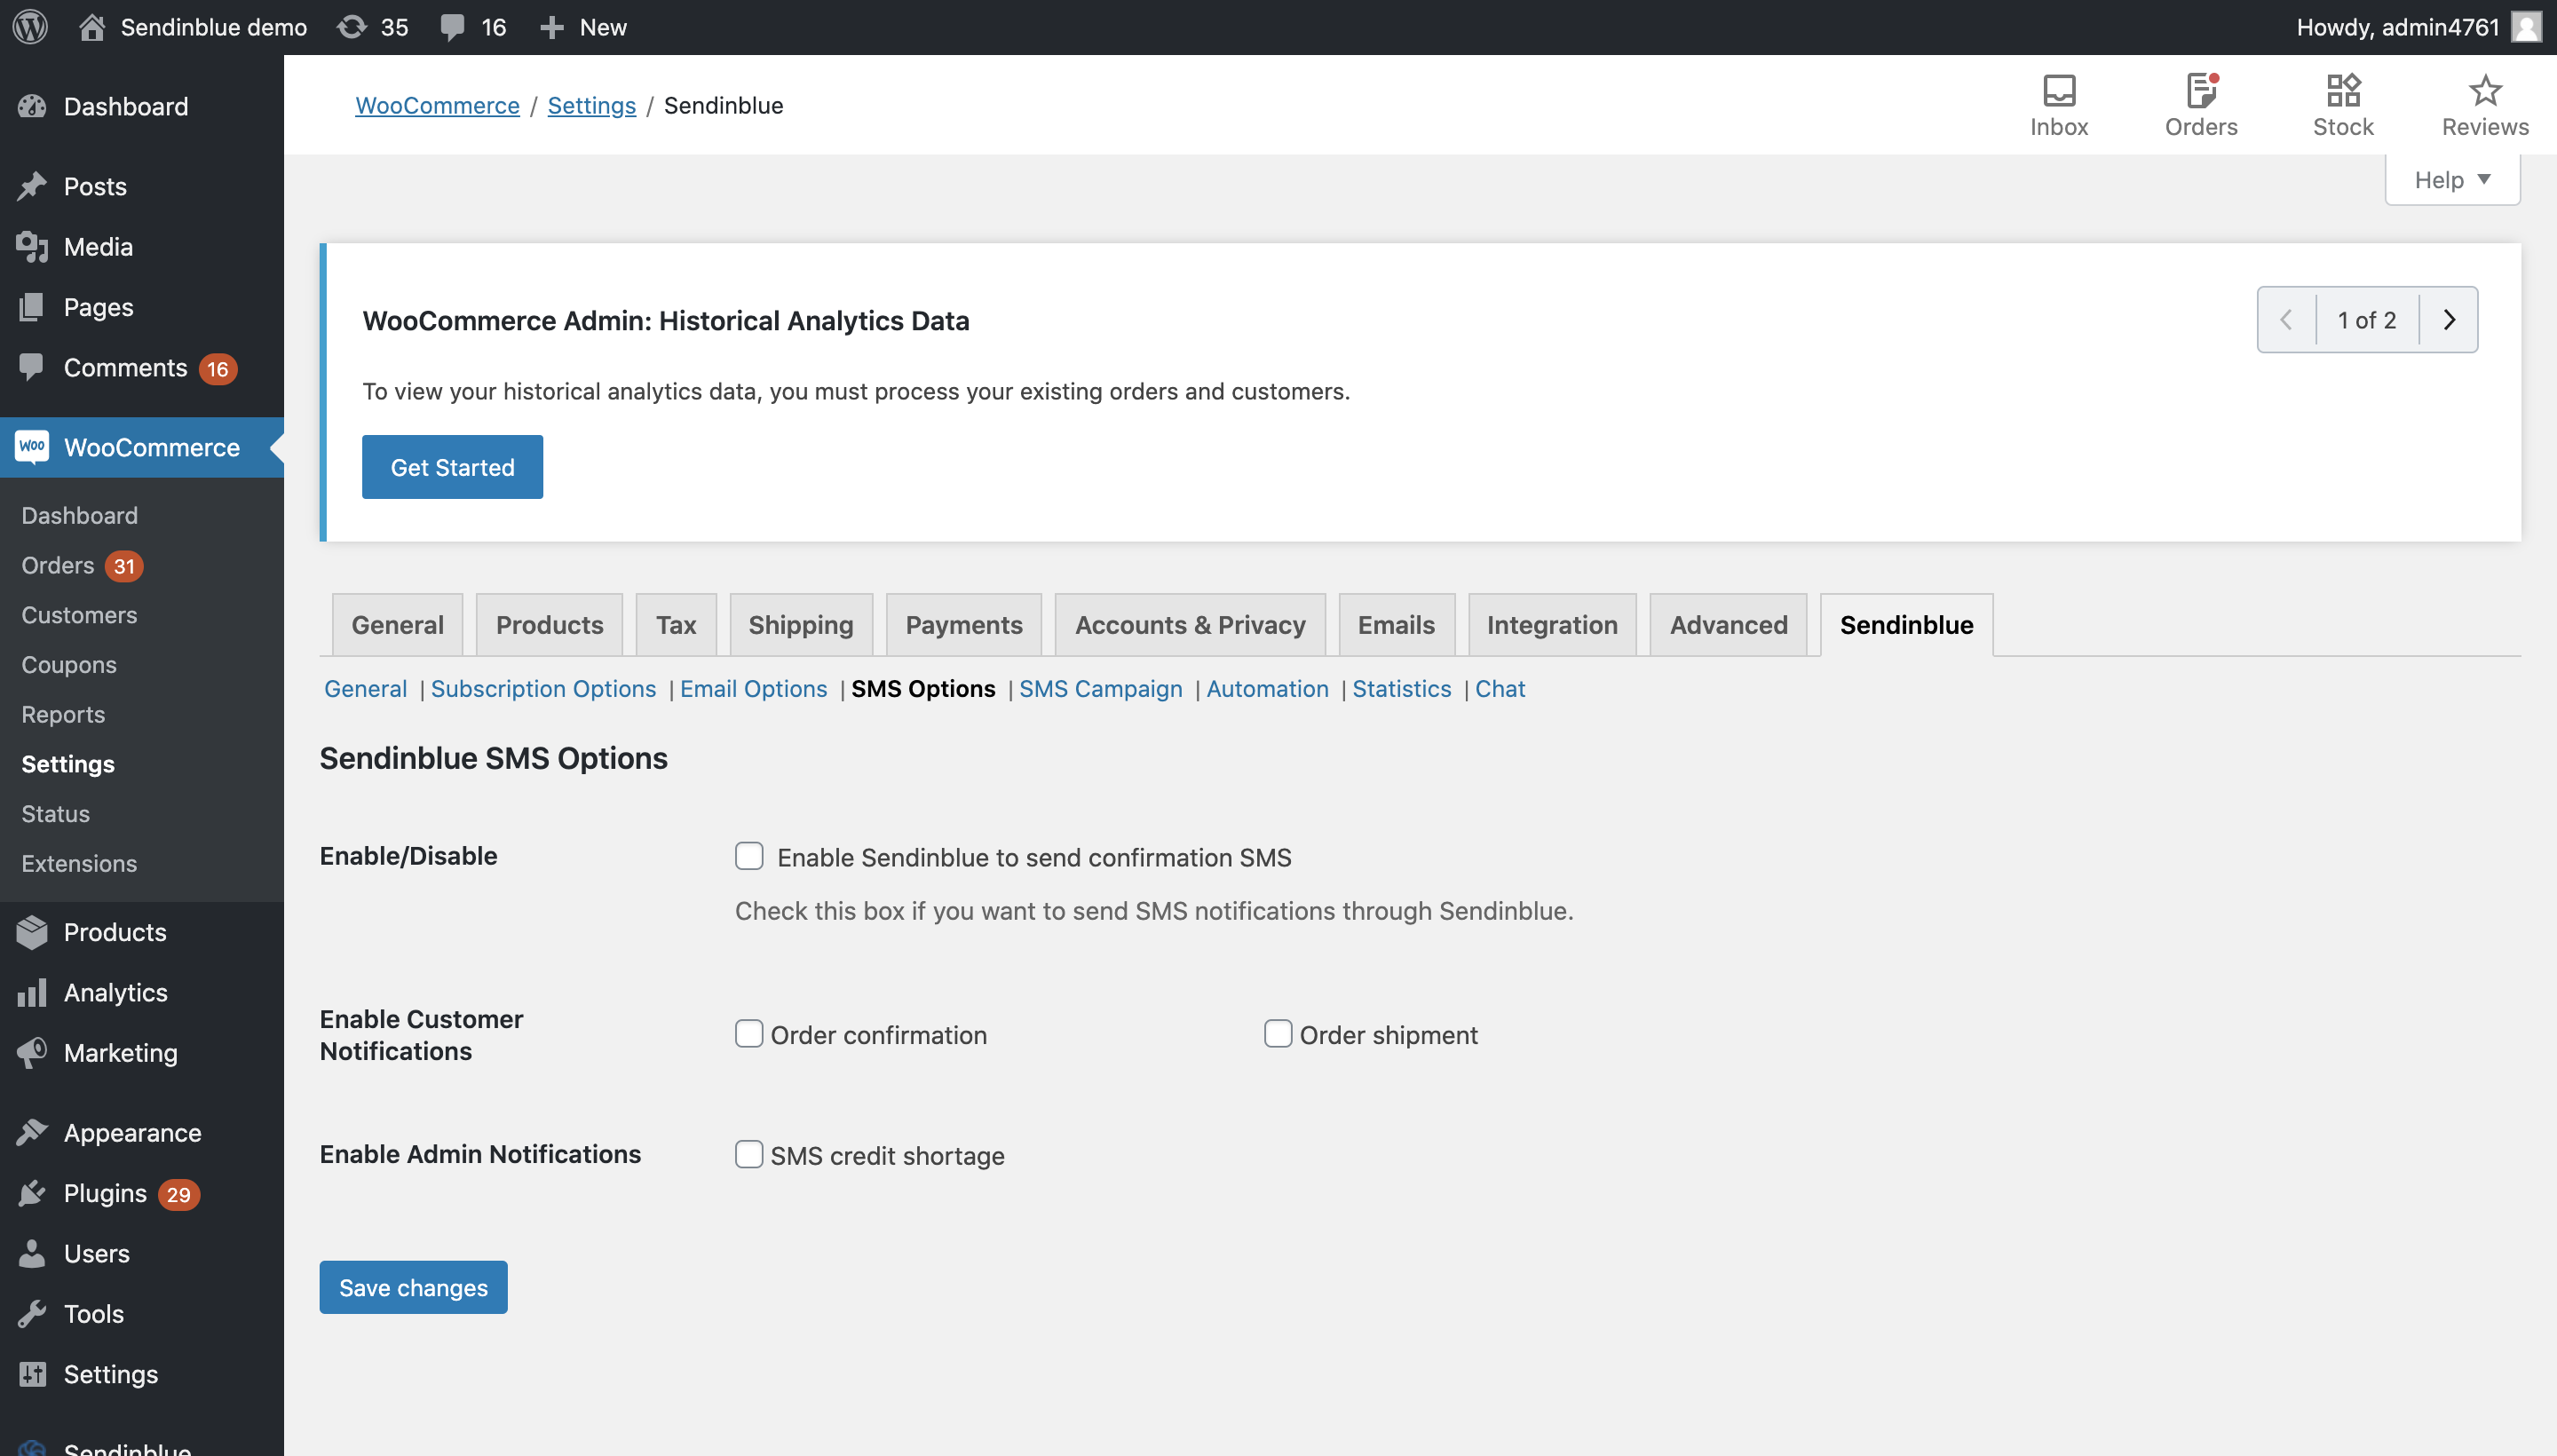 Sendinblue demo 35 16 New Howdy, admin4761
Dashboard
Posts
Media
Pages
Comments 16
WooCommerce
Dashboard
Orders 31
Customers
Coupons
Reports
Settings
Status
Extensions
Products
Analytics
Marketing
Appearance
Plugins 29
Users
Tools
Settings
Sendinblue
WooCommerce / Settings / Sendinblue
Inbox Orders Stock Reviews
Help
WooCommerce Admin: Historical Analytics Data
1 of 2
To view your historical analytics data, you must process your existing orders and customers.
Get Started
General Products Tax Shipping Payments Accounts & Privacy Emails Integration Advanced Sendinblue
General | Subscription Options | Email Options | SMS Options | SMS Campaign | Automation | Statistics | Chat
Sendinblue SMS Options
Enable/Disable Enable Sendinblue to send confirmation SMS
Check this box if you want to send SMS notifications through Sendinblue.
Enable Customer
Notifications
Order confirmation Order shipment
Enable Admin Notifications SMS credit shortage
Save changes